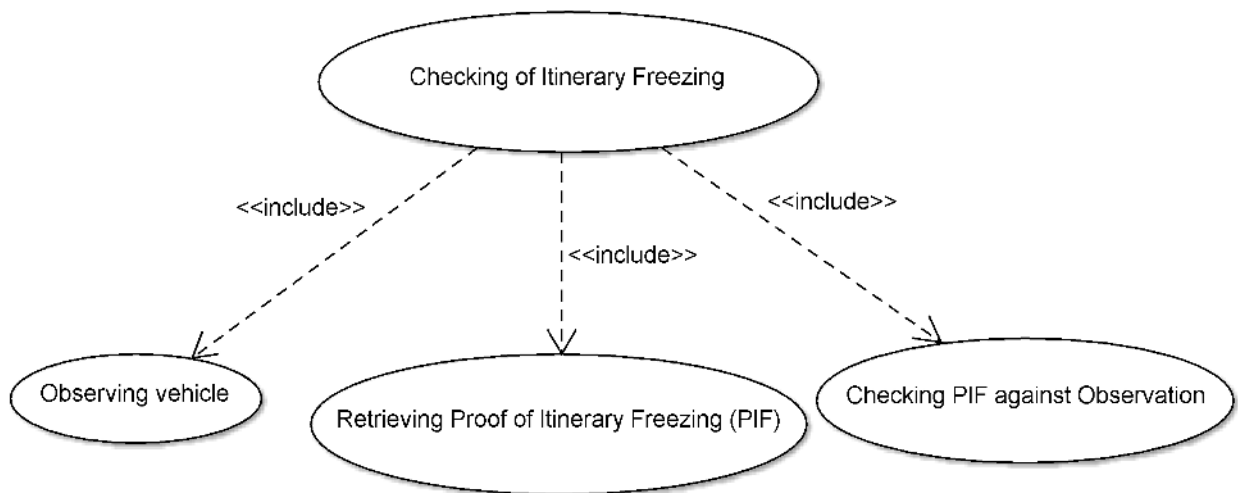 Checking of Itinerary Freezing
<<include>>
<<include>>
<<include>>
Observing vehicle
Retrieving Proof of Itinerary Freezing (PIF)
Checking PIF against Observation